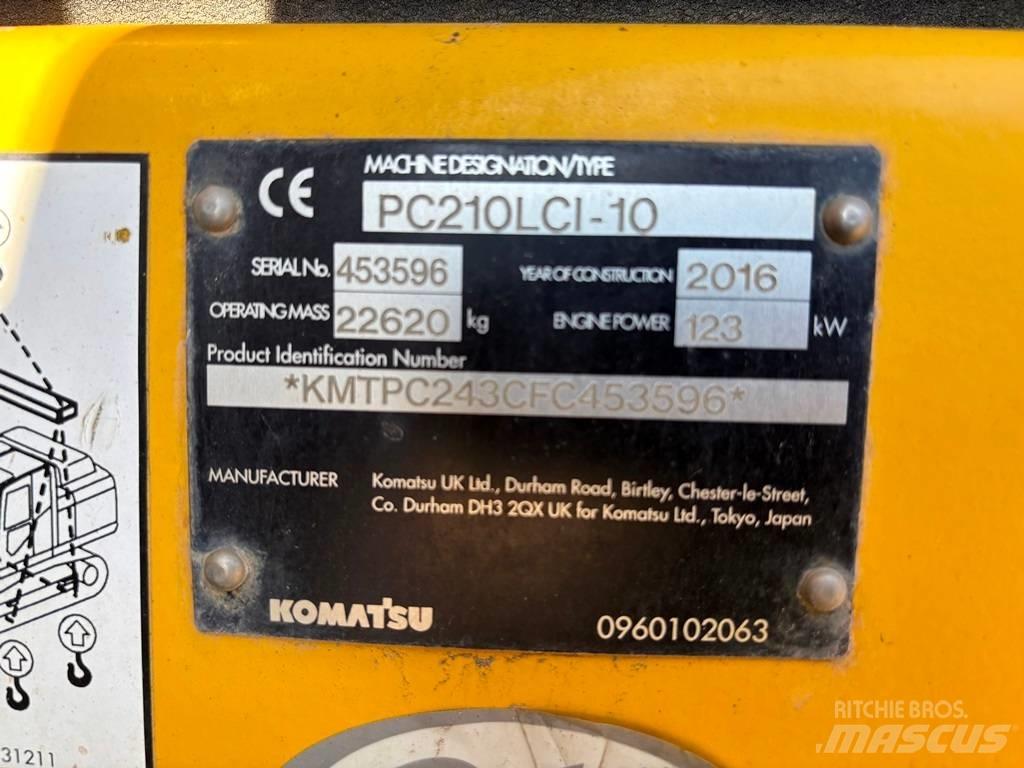 CE
MACHINE DESIGNATION/TYPE
PC210LCI-10
SERIAL No. 453596 YEAR OF CONSTRUCTION 2016
OPERATING MASS 22620 kg ENGINE POWER 123 kW
Product Identification Number
*KMTPC243CFC453596*
MANUFACTURER Komatsu UK Ltd., Durham Road, Birtley, Chester-le-Street,
Co. Durham DH3 2QX UK for Komatsu Ltd., Tokyo, Japan
KOMATSU 0960102063
31211
RITCHIE BROS.
MASCUS